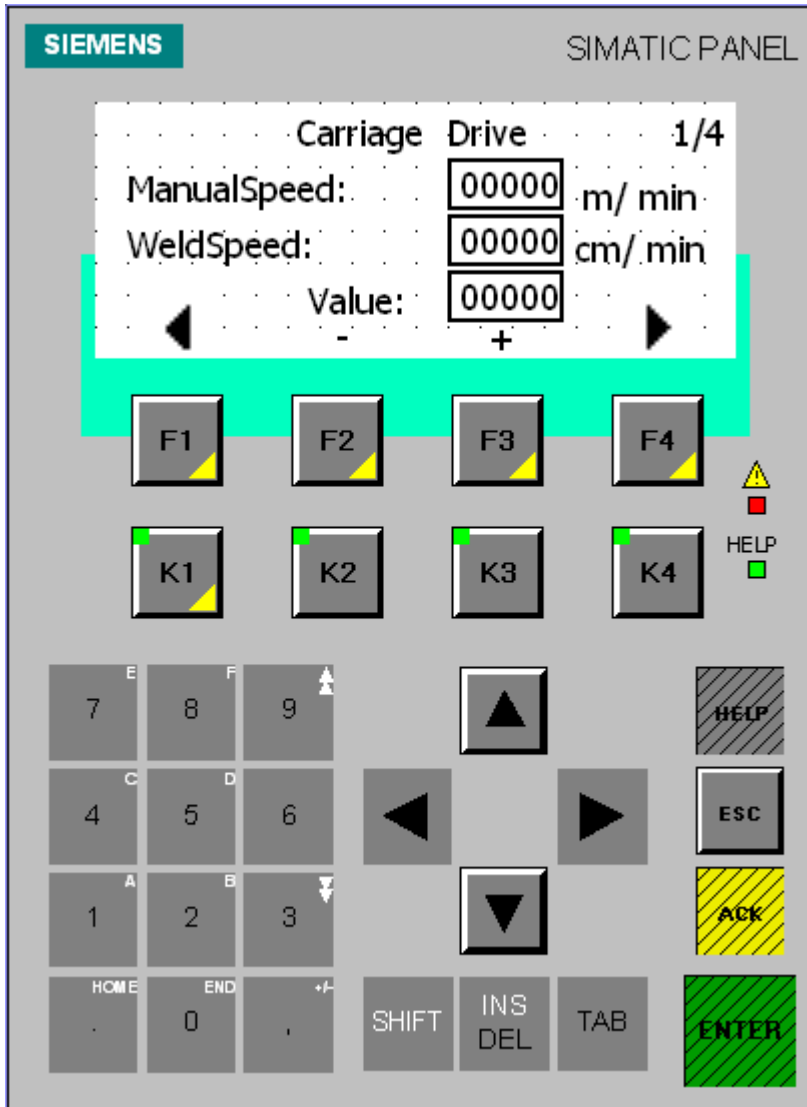 SIEMENS
SIMATIC PANEL
Carriage Drive 1/4
ManualSpeed: 00000 m/ min
WeldSpeed: 00000 cm/ min
Value: 00000
- +
F1 F2 F3 F4
K1 K2 K3 K4
HELP
E F
7 8 9
HELP
C D
4 5 6
ESC
A B
1 2 3
ACK
HOME END +/-
. 0 ,
SHIFT INS DEL TAB
ENTER